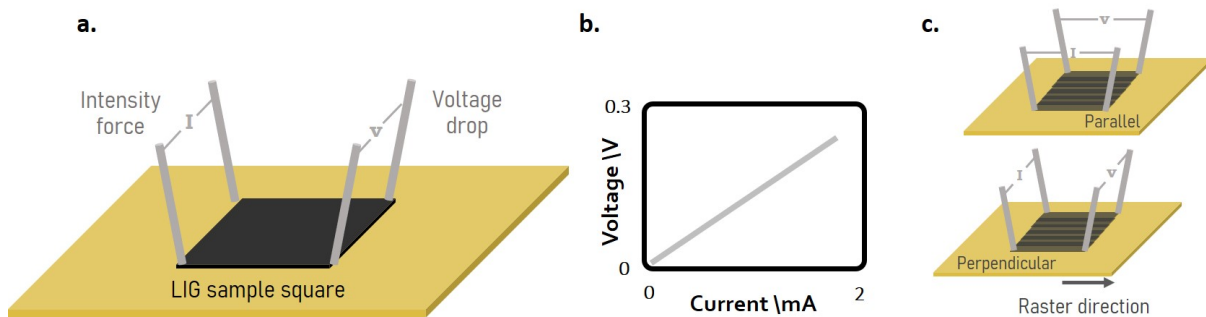 a.
Intensity
force
I
V
Voltage
drop
LIG sample square
b.
0.3
Voltage \V
0
0
2
Current \mA
c.
V
I
Parallel
I
V
Perpendicular
Raster direction